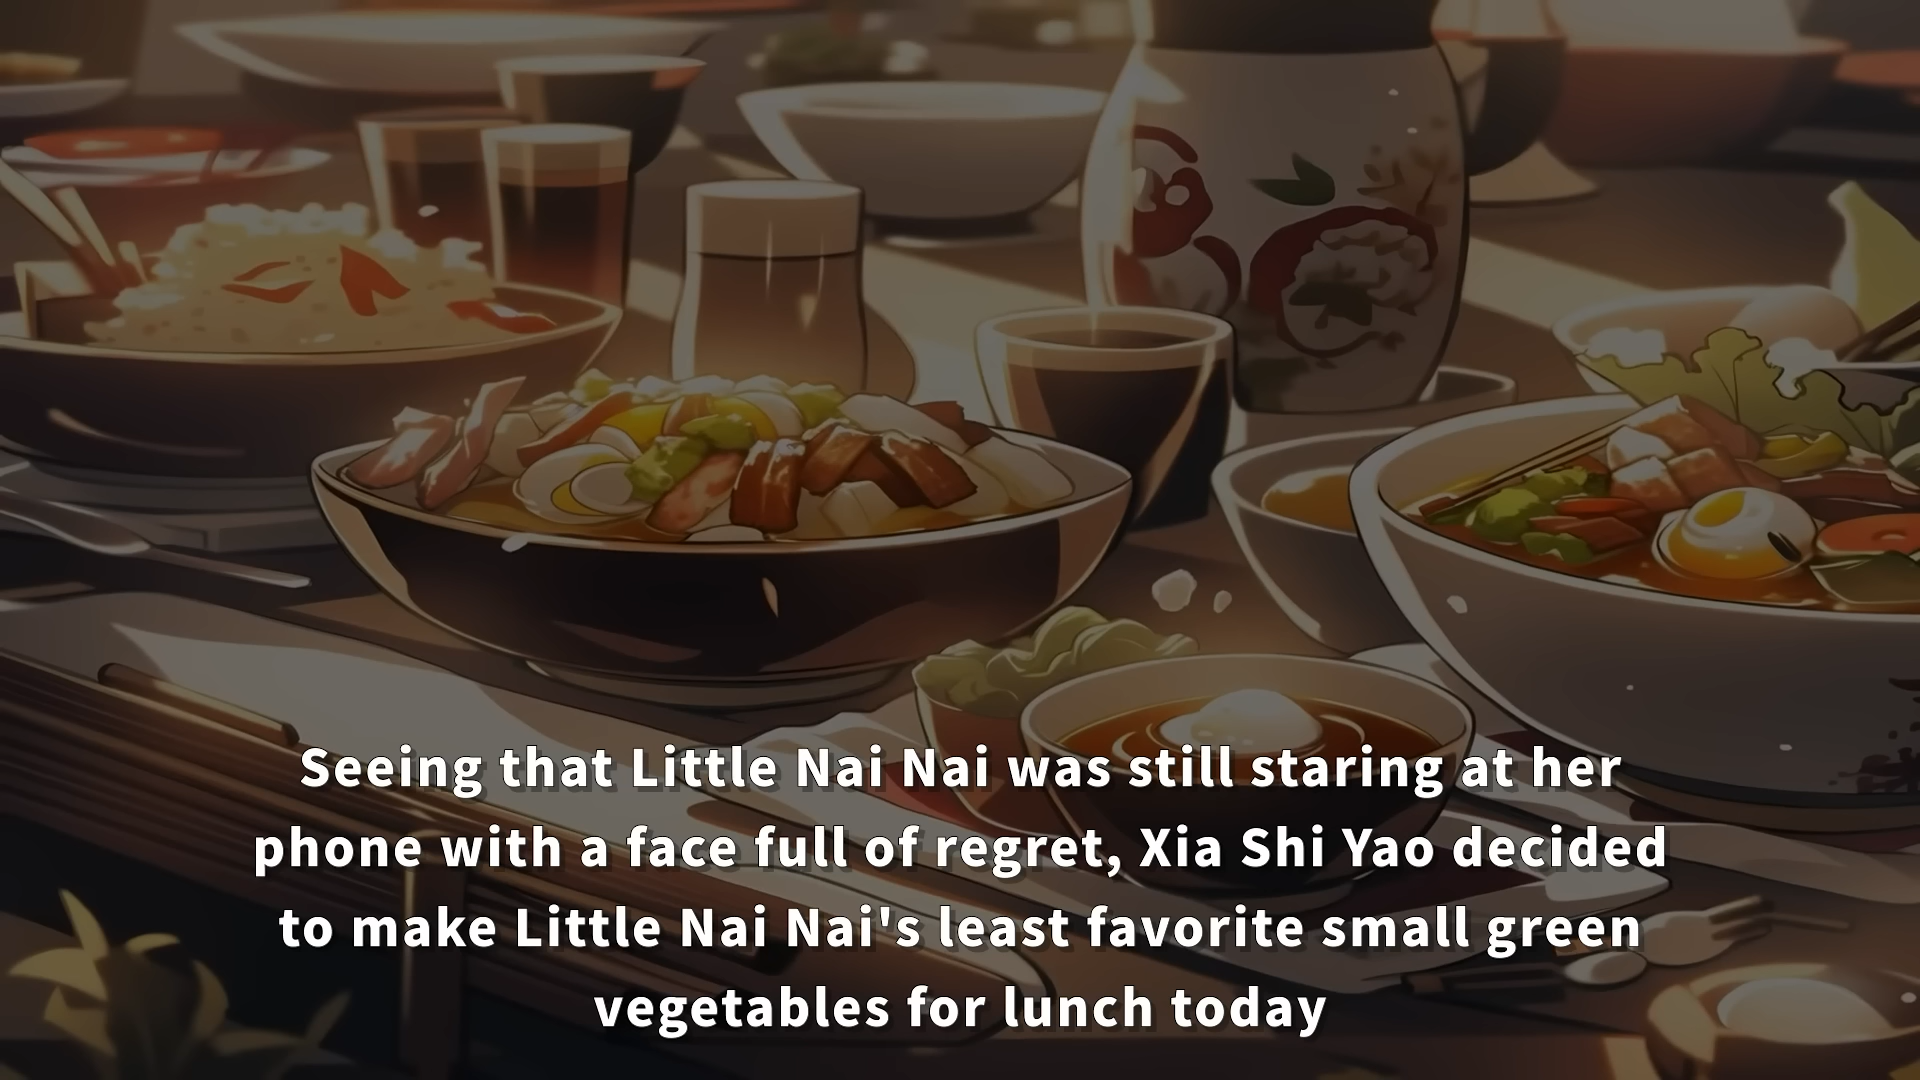 Seeing that Little Nai Nai was still staring at her
phone with a face full of regret, Xia Shi Yao decided
to make Little Nai Nai's least favorite small green
vegetables for lunch today